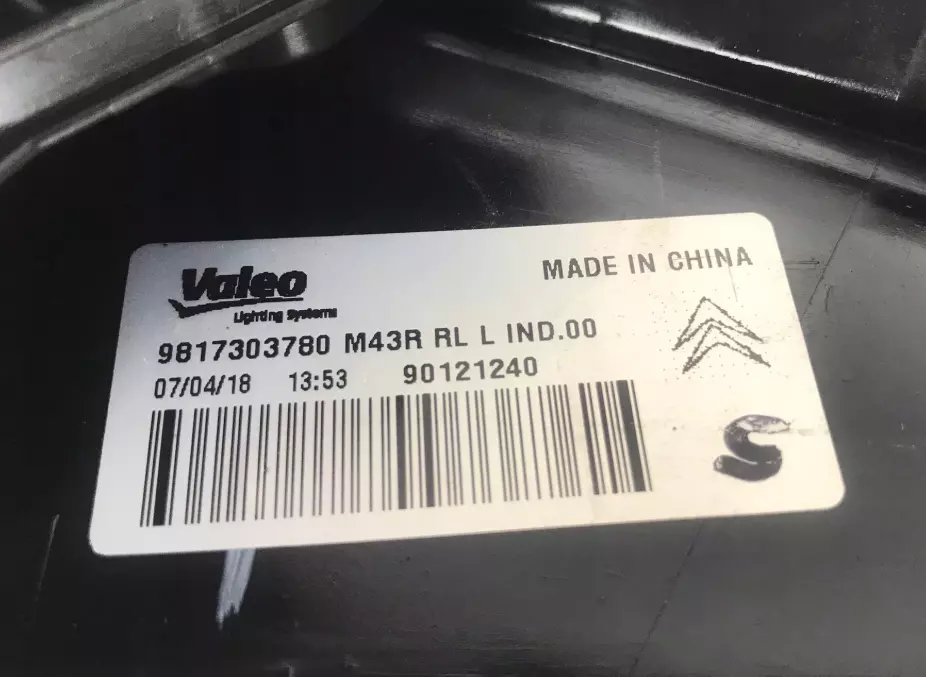 Valeo
Lighting Systems
MADE IN CHINA
9817303780 M43R RL L IND.00
07/04/18 13:53 90121240
S